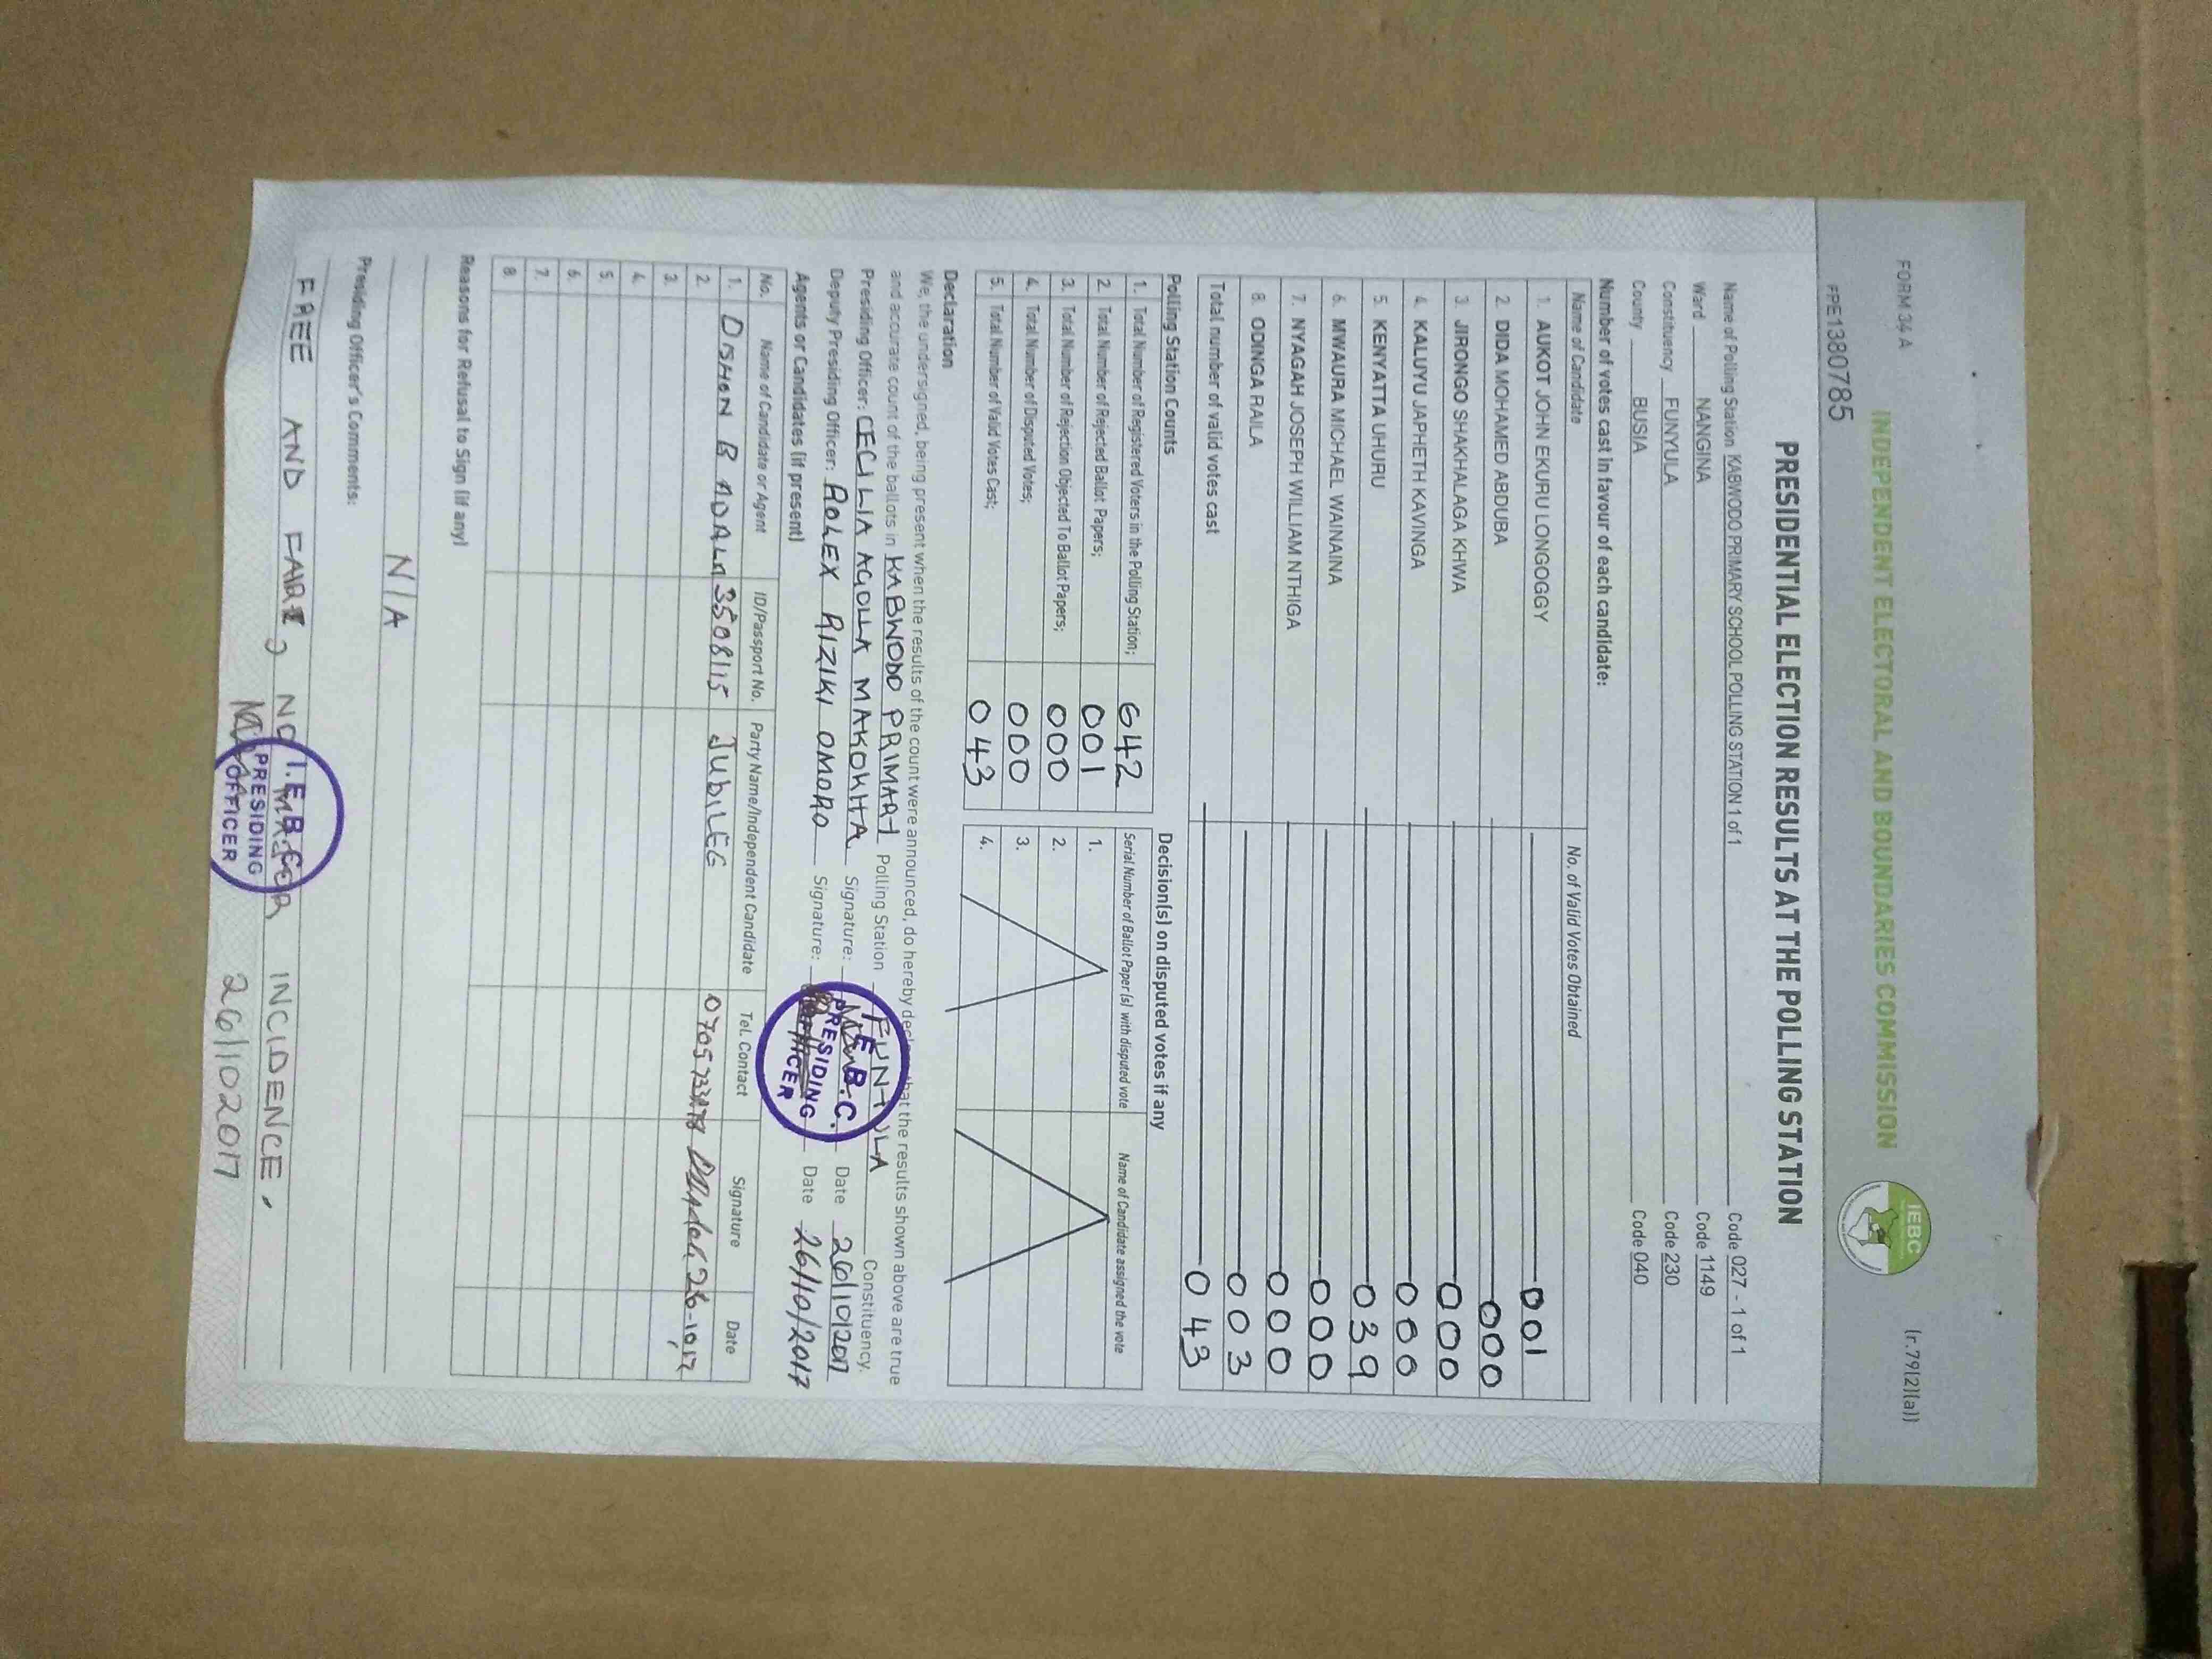 FORM 34 A
(r.79(2)(a))
INDEPENDENT ELECTORAL AND BOUNDARIES COMMISSION
IEBC
FPE1380785
PRESIDENTIAL ELECTION RESULTS AT THE POLLING STATION
Name of Polling Station KABWODO PRIMARY SCHOOL POLLING STATION 1 of 1 Code 027 - 1 of 1
Ward NANGINA Code 1149
Constituency FUNYULA Code 230
County BUSIA Code 040
Number of votes cast in favour of each candidate:
Name of Candidate No. of Valid Votes Obtained
1. AUKOT JOHN EKURU LONGOGGY 001
2. DIDA MOHAMED ABDUBA 000
3. JIRONGO SHAKHALAGA KHWA 000
4. KALUYU JAPHETH KAVINGA 000
5. KENYATTA UHURU 039
6. MWAURA MICHAEL WAINAINA 000
7. NYAGAH JOSEPH WILLIAM NTHIGA 000
8. ODINGA RAILA 003
Total number of valid votes cast 043
Polling Station Counts
1. Total Number of Registered Voters in the Polling Station; 642
2. Total Number of Rejected Ballot Papers; 001
3. Total Number of Rejection Objected To Ballot Papers; 000
4. Total Number of Disputed Votes; 000
5. Total Number of Valid Votes Cast; 043
Decision(s) on disputed votes if any
Serial Number of Ballot Paper (s) with disputed vote Name of Candidate assigned the vote
1.
2.
3.
4.
Declaration
We, the undersigned, being present when the results of the count were announced, do hereby that the results shown above are true
and accurate count of the ballots in KABWODO PRIMARY Polling Station Constituency.
Presiding Officer: CECILIA AGOLLA MAKOKHA Signature: Date 26/10/2017
Deputy Presiding Officer: ROLEX RIZIKI OMORO Signature: Date 26/10/2017
I.E.B.C.
PRESIDING
OFFICER
Agents or Candidates (if present)
No. Name of Candidate or Agent ID/Passport No. Party Name/Independent Candidate Tel. Contact Signature Date
1. B 3508115 JUBILEE 26-10-17
2.
3.
4.
5.
6.
7.
8.
Reasons for Refusal to Sign (if any)
N/A
Presiding Officer's Comments:
FREE AND , NO INCIDENCE.
26/10/2017
I.E.B.C.
PRESIDING
OFFICER